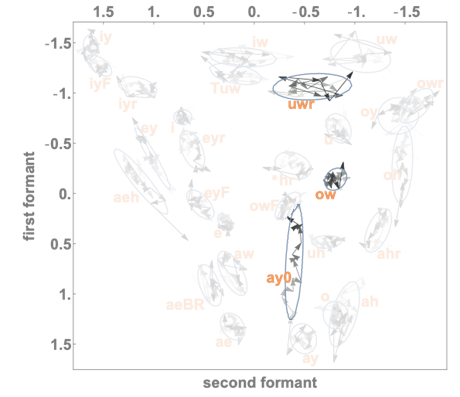 1.5 1. 0.5 0. -0.5 -1. -1.5
iy iw uw
-1.5
iyF Tuw owr
iyr uwr oy
-1.
ey eyr u
-0.5
aeh *hr oh
0.
eyF owF ow
e
0.5
aw uh ahr
ay0
1.
aeBR o ah
1.5
ae ay
first formant
second formant